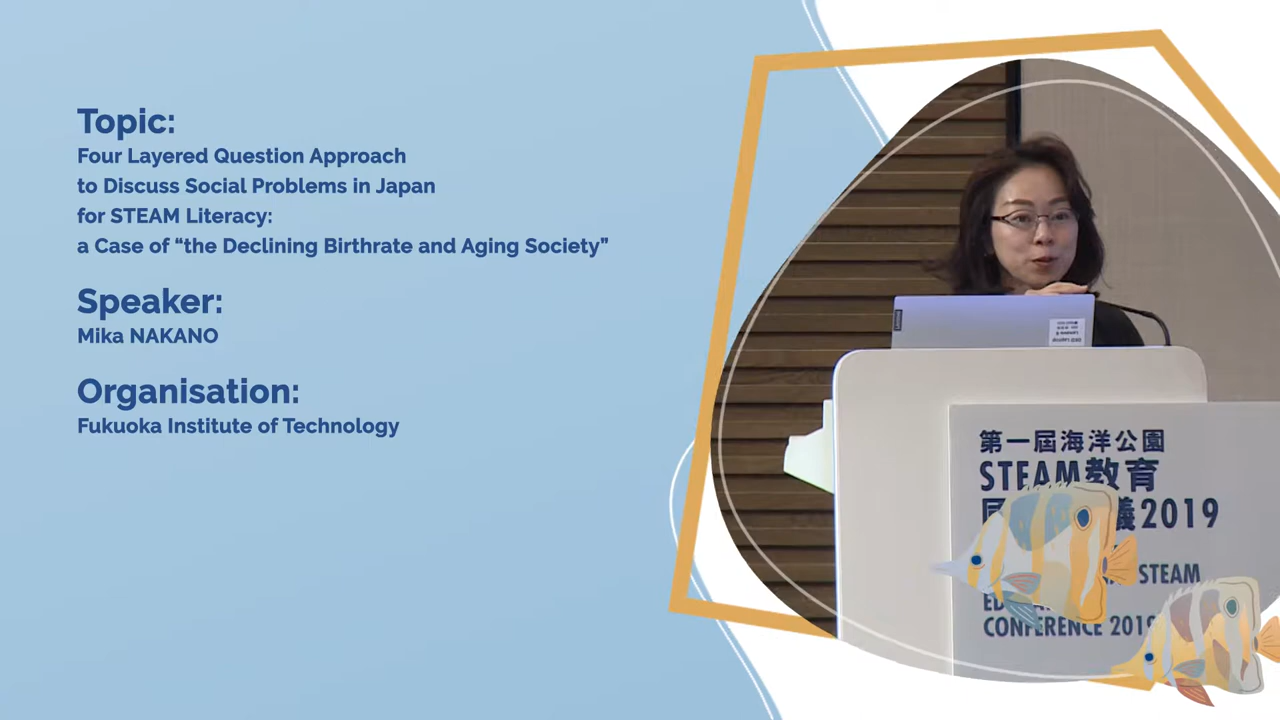 Topic:
Four Layered Question Approach
to Discuss Social Problems in Japan
for STEAM Literacy:
a Case of “the Declining Birthrate and Aging Society”
Speaker:
Mika NAKANO
Organisation:
Fukuoka Institute of Technology
第一屆海洋公園
STEAM教育
2019
STEAM
CONFERENCE 2019